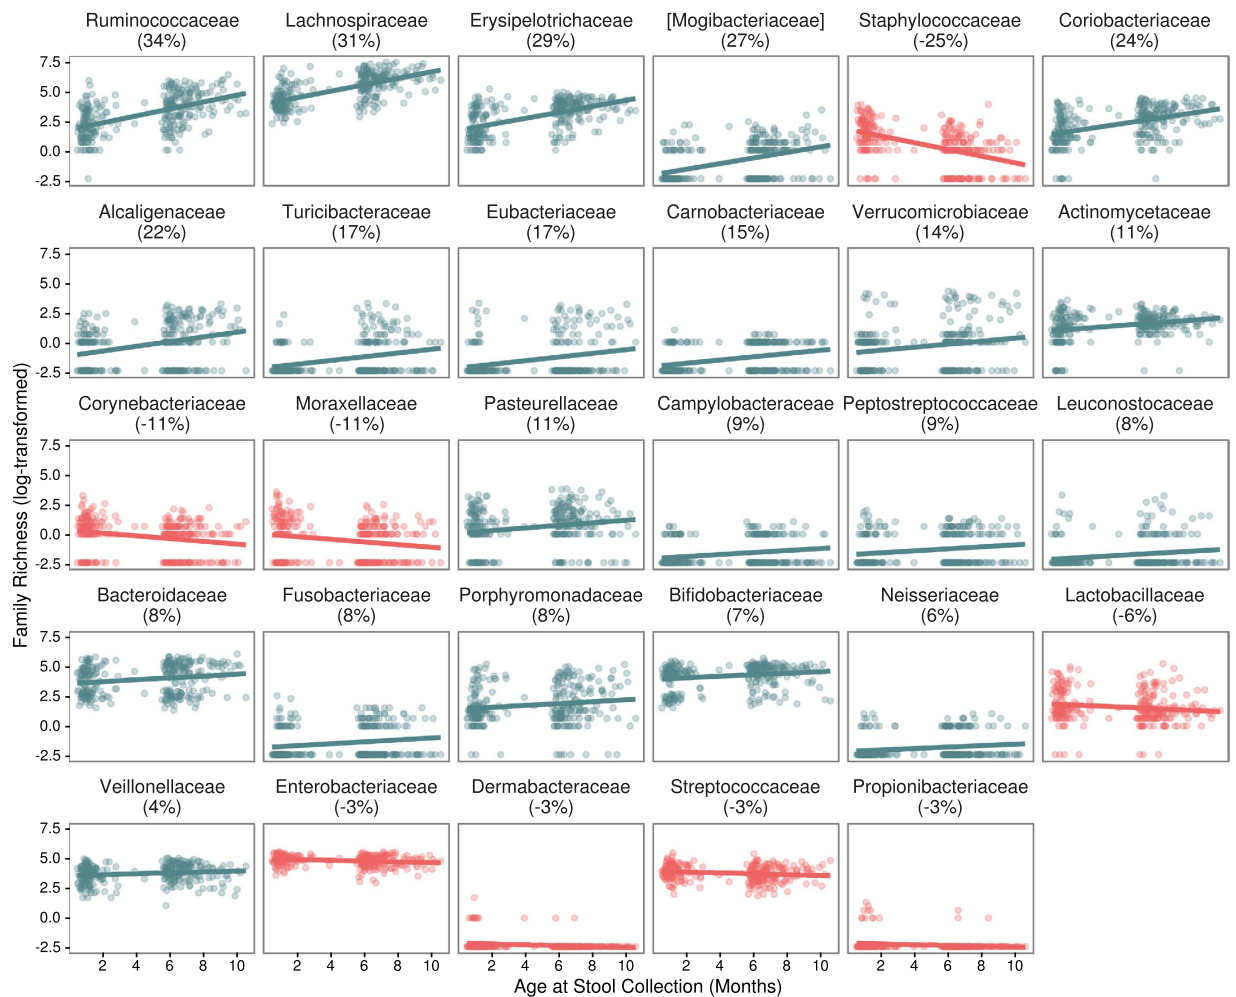 Ruminococcaceae Lachnospiraceae Erysipelotrichaceae [Mogibacteriaceae] Staphylococcaceae Coriobacteriaceae
(34%) (31%) (29%) (27%) (-25%) (24%)
7.5
5.0
2.5
0.0
-2.5
Alcaligenaceae Turicibacteraceae Eubacteriaceae Carnobacteriaceae Verrucomicrobiaceae Actinomycetaceae
(22%) (17%) (17%) (15%) (14%) (11%)
7.5
5.0
2.5
0.0
-2.5
Corynebacteriaceae Moraxellaceae Pasteurellaceae Campylobacteraceae Peptostreptococcaceae Leuconostocaceae
(-11%) (-11%) (11%) (9%) (9%) (8%)
7.5
5.0
2.5
0.0
-2.5
Family Richness (log-transformed)
Bacteroidaceae Fusobacteriaceae Porphyromonadaceae Bifidobacteriaceae Neisseriaceae Lactobacillaceae
(8%) (8%) (8%) (7%) (6%) (-6%)
7.5
5.0
2.5
0.0
-2.5
Veillonellaceae Enterobacteriaceae Dermabacteraceae Streptococcaceae Propionibacteriaceae
(4%) (-3%) (-3%) (-3%) (-3%)
7.5
5.0
2.5
0.0
-2.5
2 4 6 8 10 2 4 6 8 10 2 4 6 8 10 2 4 6 8 10 2 4 6 8 10
Age at Stool Collection (Months)